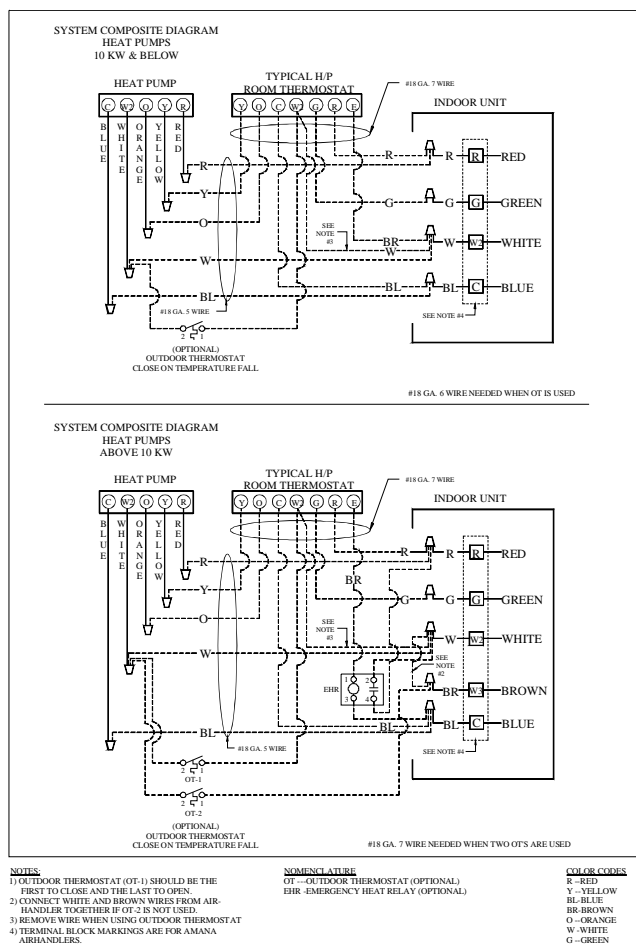 SYSTEM COMPOSITE DIAGRAM
HEAT PUMPS
10 KW & BELOW
HEAT PUMP
C W2 O Y R
BLUE
WHITE
ORANGE
YELLOW
RED
TYPICAL H/P
ROOM THERMOSTAT
Y O C W2 G R E
#18 GA. 7 WIRE
INDOOR UNIT
R R R R RED
Y
G G G GREEN
O
SEE
NOTE
#3
BR
W W W2 WHITE
W
BL BL BL C BLUE
#18 GA. 5 WIRE
SEE NOTE #4
2 1
(OPTIONAL)
OUTDOOR THERMOSTAT
CLOSE ON TEMPERATURE FALL
#18 GA. 6 WIRE NEEDED WHEN OT IS USED
SYSTEM COMPOSITE DIAGRAM
HEAT PUMPS
ABOVE 10 KW
HEAT PUMP
C W2 O Y R
BLUE
WHITE
ORANGE
YELLOW
RED
TYPICAL H/P
ROOM THERMOSTAT
Y O C W2 G R E
#18 GA. 7 WIRE
INDOOR UNIT
R R R R RED
BR
Y
G G G GREEN
O
SEE
NOTE
#3
W W W2 WHITE
SEE
NOTE
#2
EHR
1 2
3 4
BR W3 BROWN
BL BL BL C BLUE
#18 GA. 5 WIRE
SEE NOTE #4
2 1
OT-1
2 1
OT-2
(OPTIONAL)
OUTDOOR THERMOSTAT
CLOSE ON TEMPERATURE FALL
#18 GA. 7 WIRE NEEDED WHEN TWO OT'S ARE USED
NOTES:
1) OUTDOOR THERMOSTAT (OT-1) SHOULD BE THE
FIRST TO CLOSE AND THE LAST TO OPEN.
2) CONNECT WHITE AND BROWN WIRES FROM AIR-
HANDLER TOGETHER IF OT-2 IS NOT USED.
3) REMOVE WIRE WHEN USING OUTDOOR THERMOSTAT
4) TERMINAL BLOCK MARKINGS ARE FOR AMANA
AIRHANDLERS.
NOMENCLATURE
OT ---OUTDOOR THERMOSTAT (OPTIONAL)
EHR -EMERGENCY HEAT RELAY (OPTIONAL)
COLOR CODES
R --RED
Y --YELLOW
BL-BLUE
BR-BROWN
O --ORANGE
W -WHITE
G --GREEN